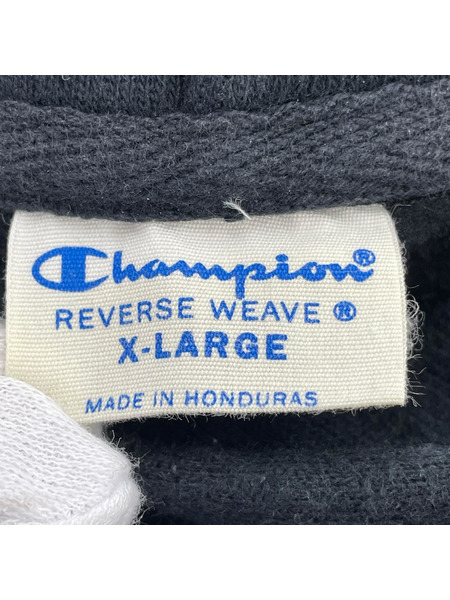 Champion®
REVERSE WEAVE ®
X-LARGE
MADE IN HONDURAS